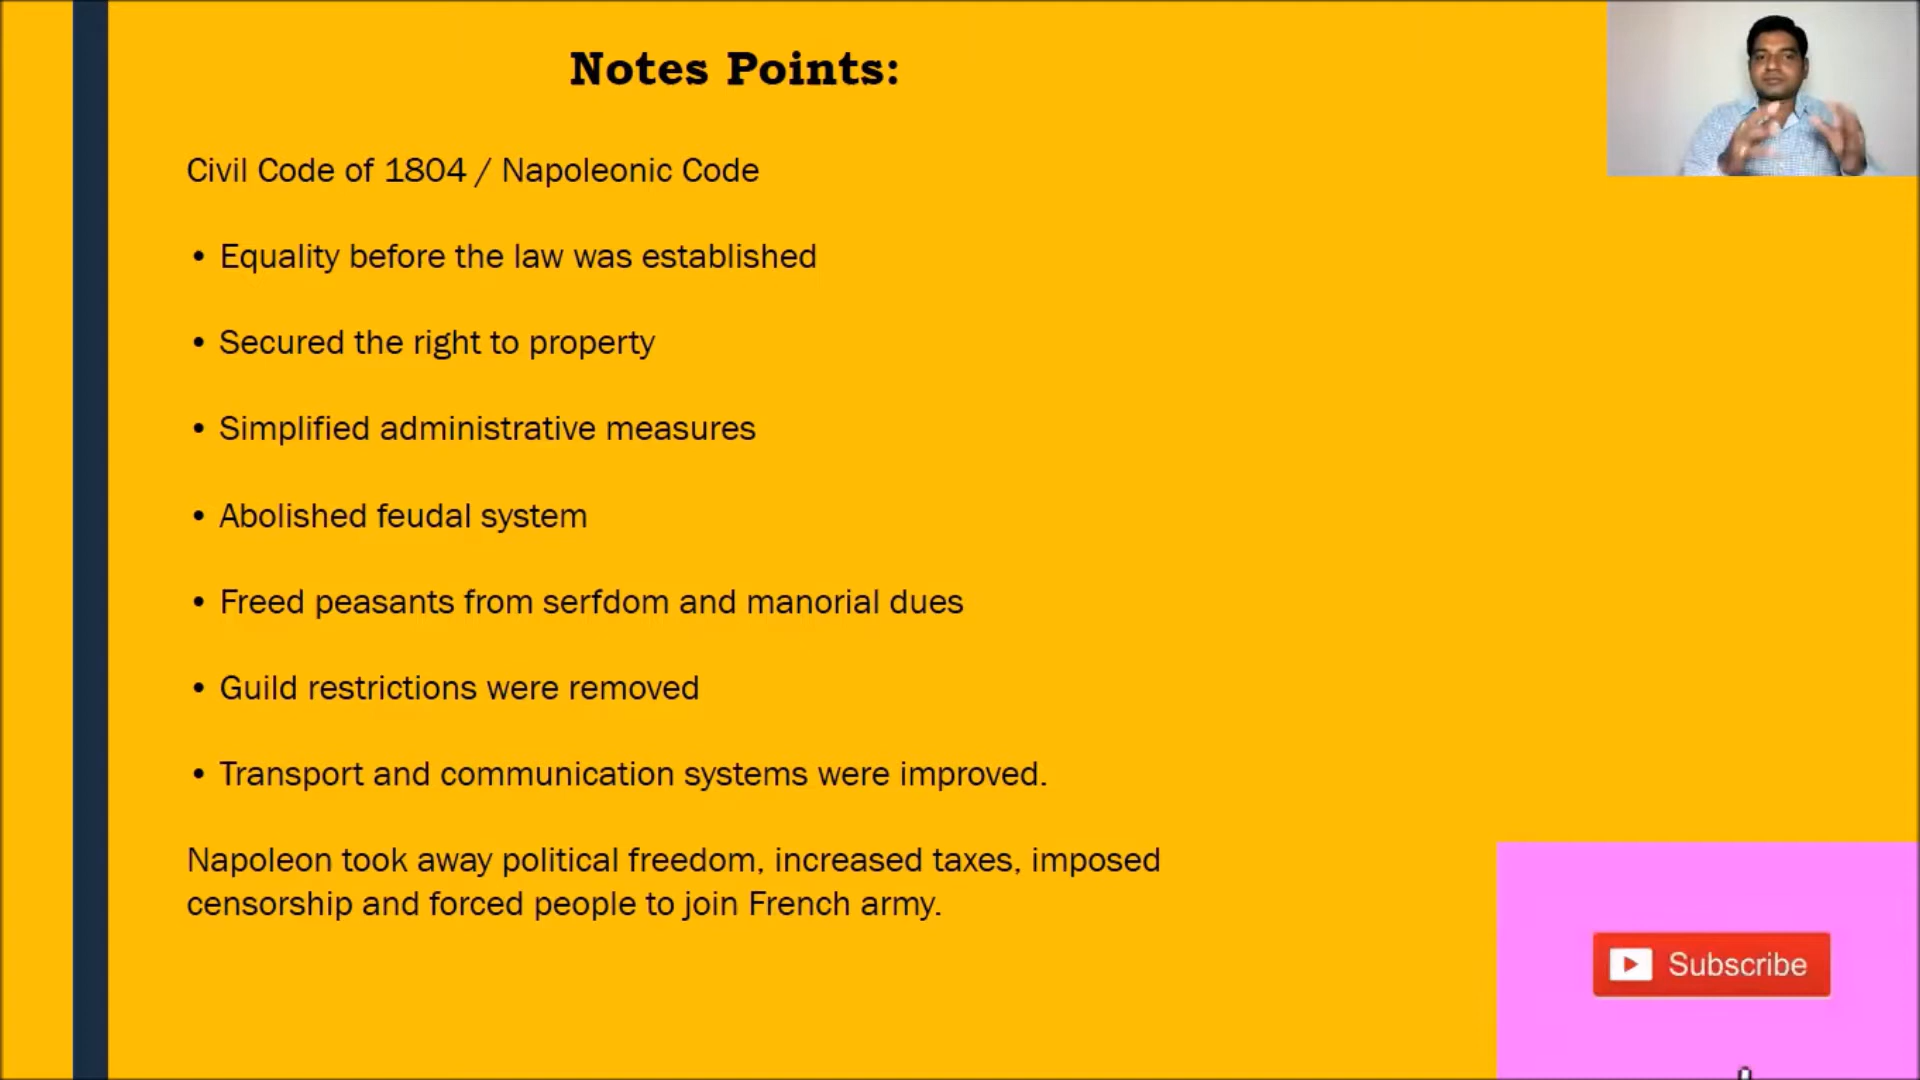 Notes Points:
Civil Code of 1804 / Napoleonic Code
• Equality before the law was established
• Secured the right to property
• Simplified administrative measures
• Abolished feudal system
• Freed peasants from serfdom and manorial dues
• Guild restrictions were removed
• Transport and communication systems were improved.
Napoleon took away political freedom, increased taxes, imposed
censorship and forced people to join French army.
Subscribe